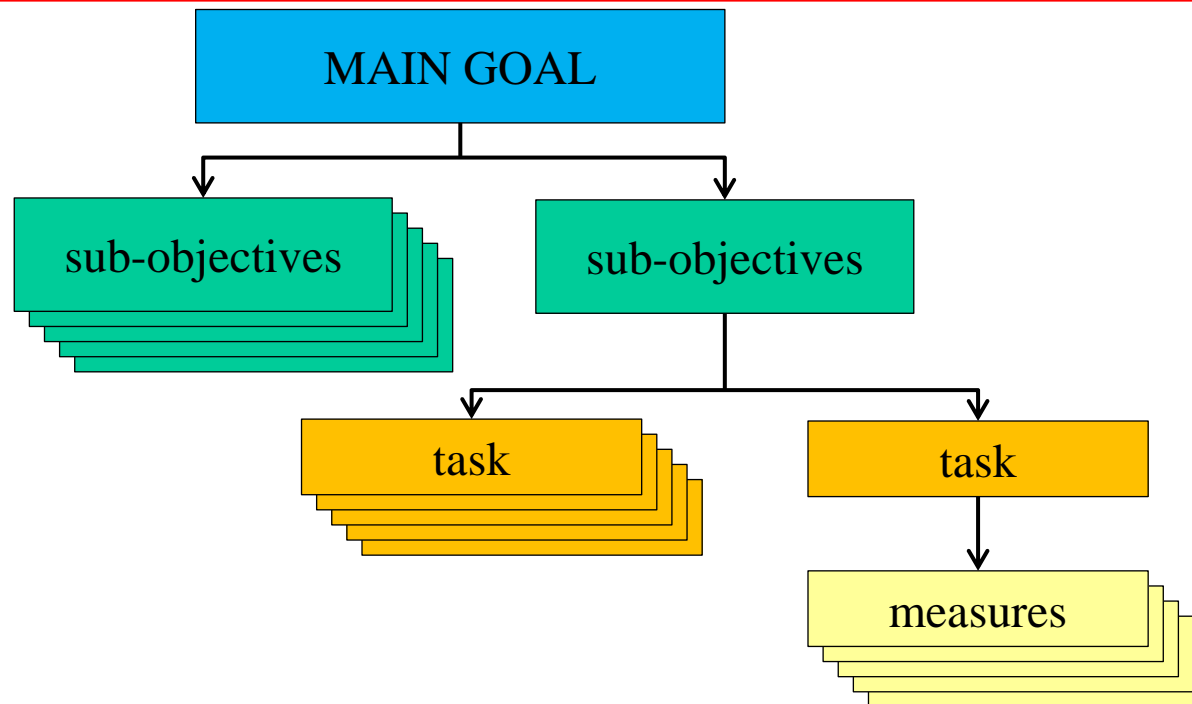 MAIN GOAL
sub-objectives
sub-objectives
task
task
measures